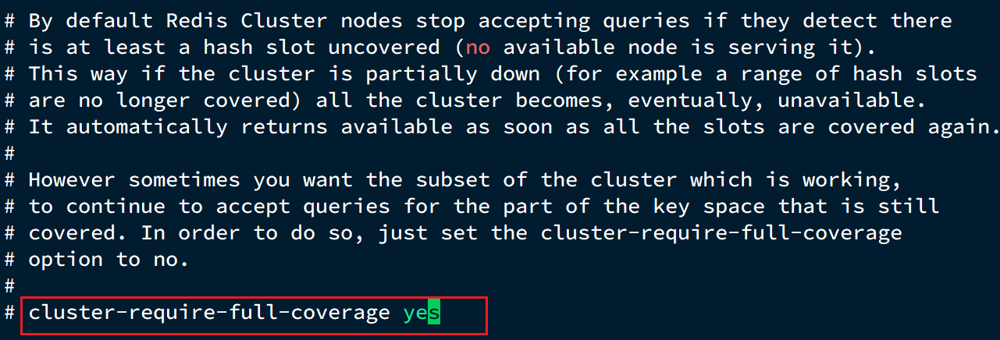 # By default Redis Cluster nodes stop accepting queries if they detect there
# is at least a hash slot uncovered (no available node is serving it).
# This way if the cluster is partially down (for example a range of hash slots
# are no longer covered) all the cluster becomes, eventually, unavailable.
# It automatically returns available as soon as all the slots are covered again.
#
# However sometimes you want the subset of the cluster which is working,
# to continue to accept queries for the part of the key space that is still
# covered. In order to do so, just set the cluster-require-full-coverage
# option to no.
#
# cluster-require-full-coverage yes